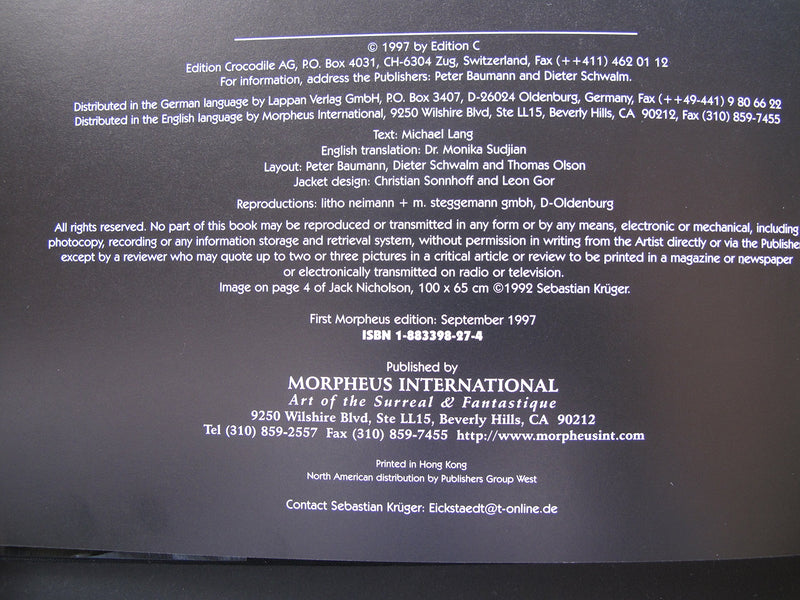 © 1997 by Edition C
Edition Crocodile AG, P.O. Box 4031, CH-6304 Zug, Switzerland, Fax (++411) 462 01 12
For information, address the Publishers: Peter Baumann and Dieter Schwalm.
Distributed in the German language by Lappan Verlag GmbH, P.O. Box 3407, D-26024 Oldenburg, Germany, Fax (++49-441) 9 80 66 22
Distributed in the English language by Morpheus International, 9250 Wilshire Blvd, Ste LL15, Beverly Hills, CA 90212, Fax (310) 859-7455
Text: Michael Lang
English translation: Dr. Monika Sudjian
Layout: Peter Baumann, Dieter Schwalm and Thomas Olson
Jacket design: Christian Sonnhoff and Leon Gor
Reproductions: litho neimann + m. steggemann gmbh, D-Oldenburg
All rights reserved. No part of this book may be reproduced or transmitted in any form or by any means, electronic or mechanical, including
photocopy, recording or any information storage and retrieval system, without permission in writing from the Artist directly or via the Publishe
except by a reviewer who may quote up to two or three pictures in a critical article or review to be printed in a magazine or newspaper
or electronically transmitted on radio or television.
Image on page 4 of Jack Nicholson, 100 x 65 cm ©1992 Sebastian Krüger.
First Morpheus edition: September 1997
ISBN 1-883398-27-4
Published by
MORPHEUS INTERNATIONAL
Art of the Surreal & Fantastique
9250 Wilshire Blvd, Ste LL15, Beverly Hills, CA 90212
Tel (310) 859-2557 Fax (310) 859-7455 http://www.morpheusint.com
Printed in Hong Kong
North American distribution by Publishers Group West
Contact Sebastian Krüger: Eickstaedt@t-online.de